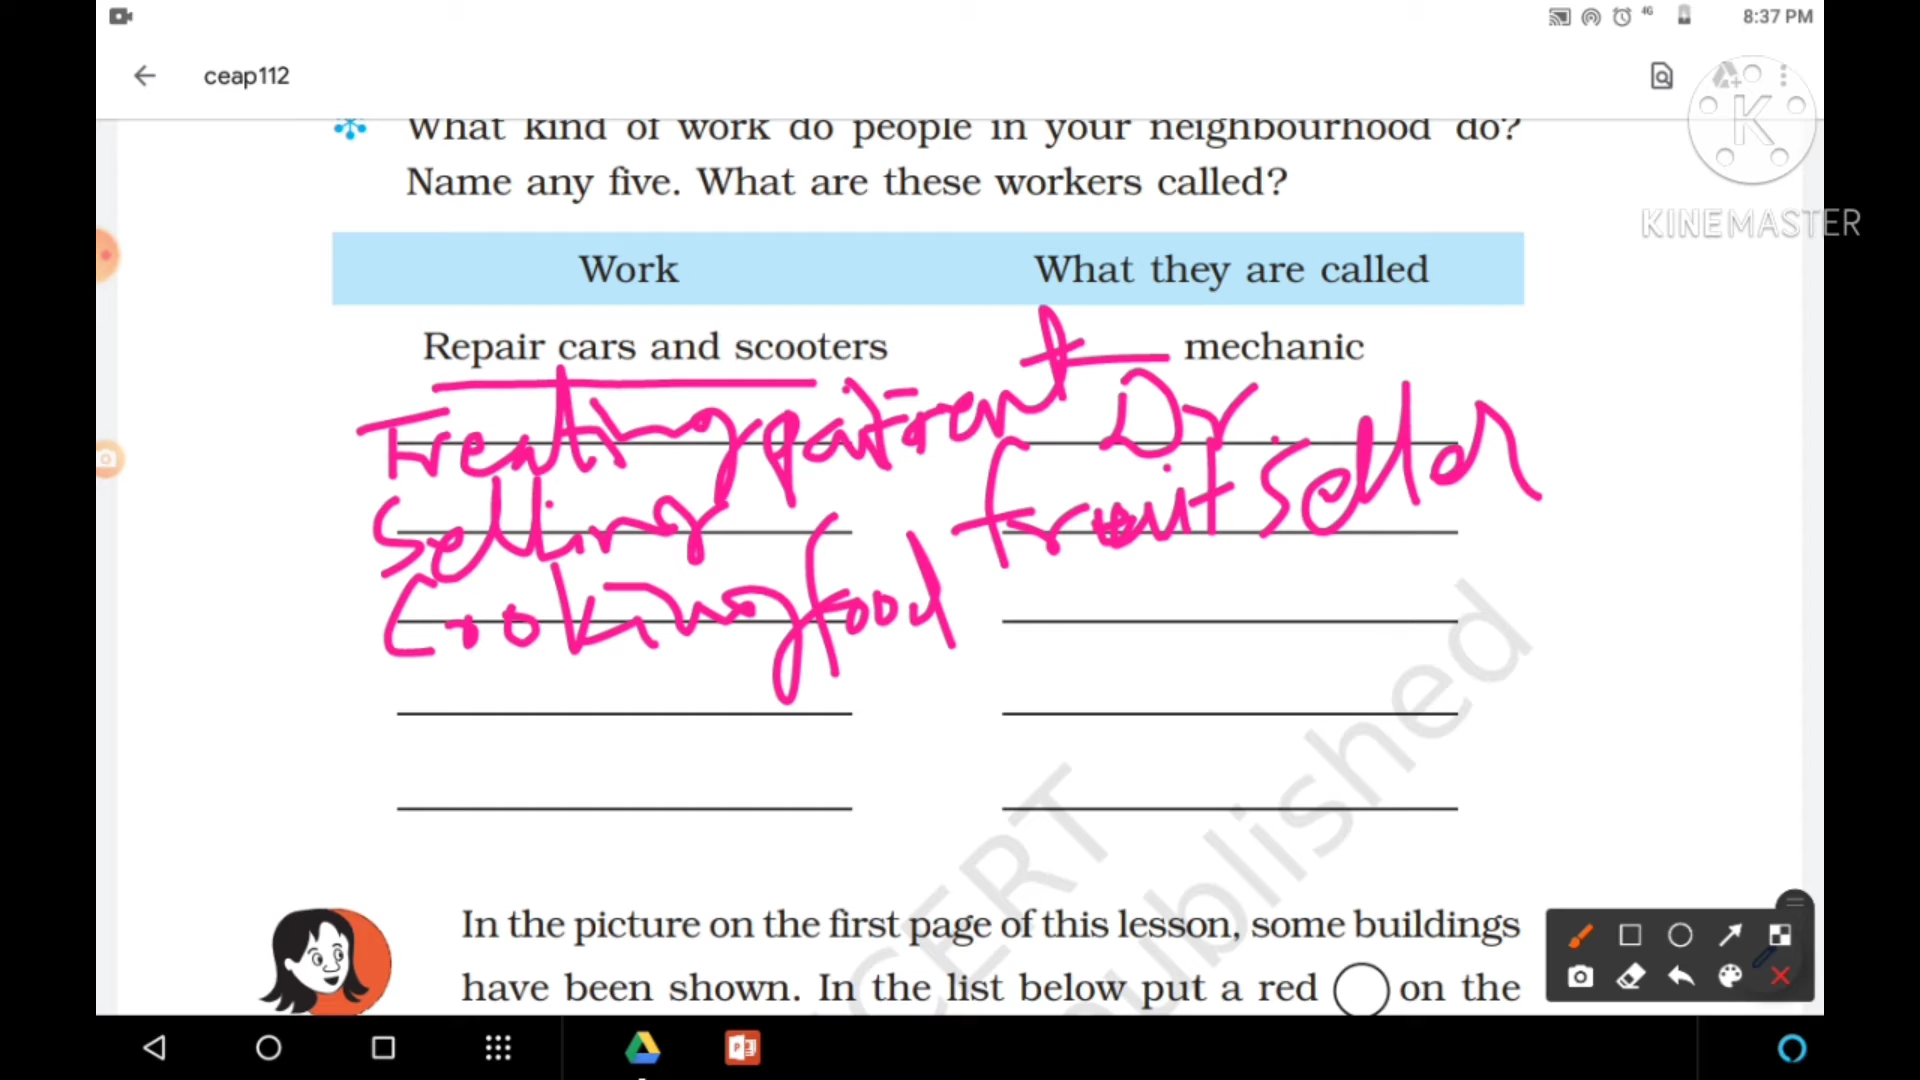 8:37 PM
4G
ceap112
KINEMASTER
What kind of work do people in your neighbourhood do?
Name any five. What are these workers called?
Work What they are called
Repair cars and scooters mechanic
Treating patient Dr
Selling fruit seller
Cooking food
CERT
published
In the picture on the first page of this lesson, some buildings
have been shown. In the list below put a red on the